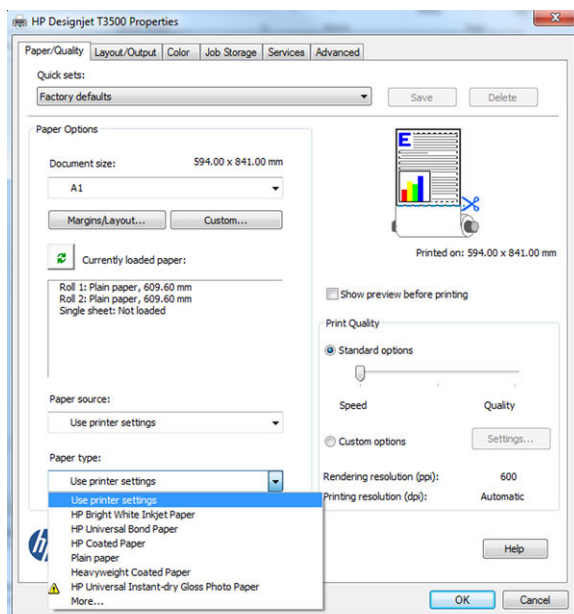 HP Designjet T3500 Properties
Paper/Quality Layout/Output Color Job Storage Services Advanced
Quick sets:
Factory defaults
Save Delete
Paper Options
Document size: 594.00 x 841.00 mm
A1
Margins/Layout... Custom...
Currently loaded paper:
Roll 1: Plain paper, 609.60 mm
Roll 2: Plain paper, 609.60 mm
Single sheet: Not loaded
Paper source:
Use printer settings
Paper type:
Use printer settings
Use printer settings
HP Bright White Inkjet Paper
HP Universal Bond Paper
HP Coated Paper
Plain paper
Heavyweight Coated Paper
HP Universal Instant-dry Gloss Photo Paper
More...
hp
E
Printed on: 594.00 x 841.00 mm
Show preview before printing
Print Quality
Standard options
Speed Quality
Custom options Settings...
Rendering resolution (ppi): 600
Printing resolution (dpi): Automatic
Help
OK Cancel